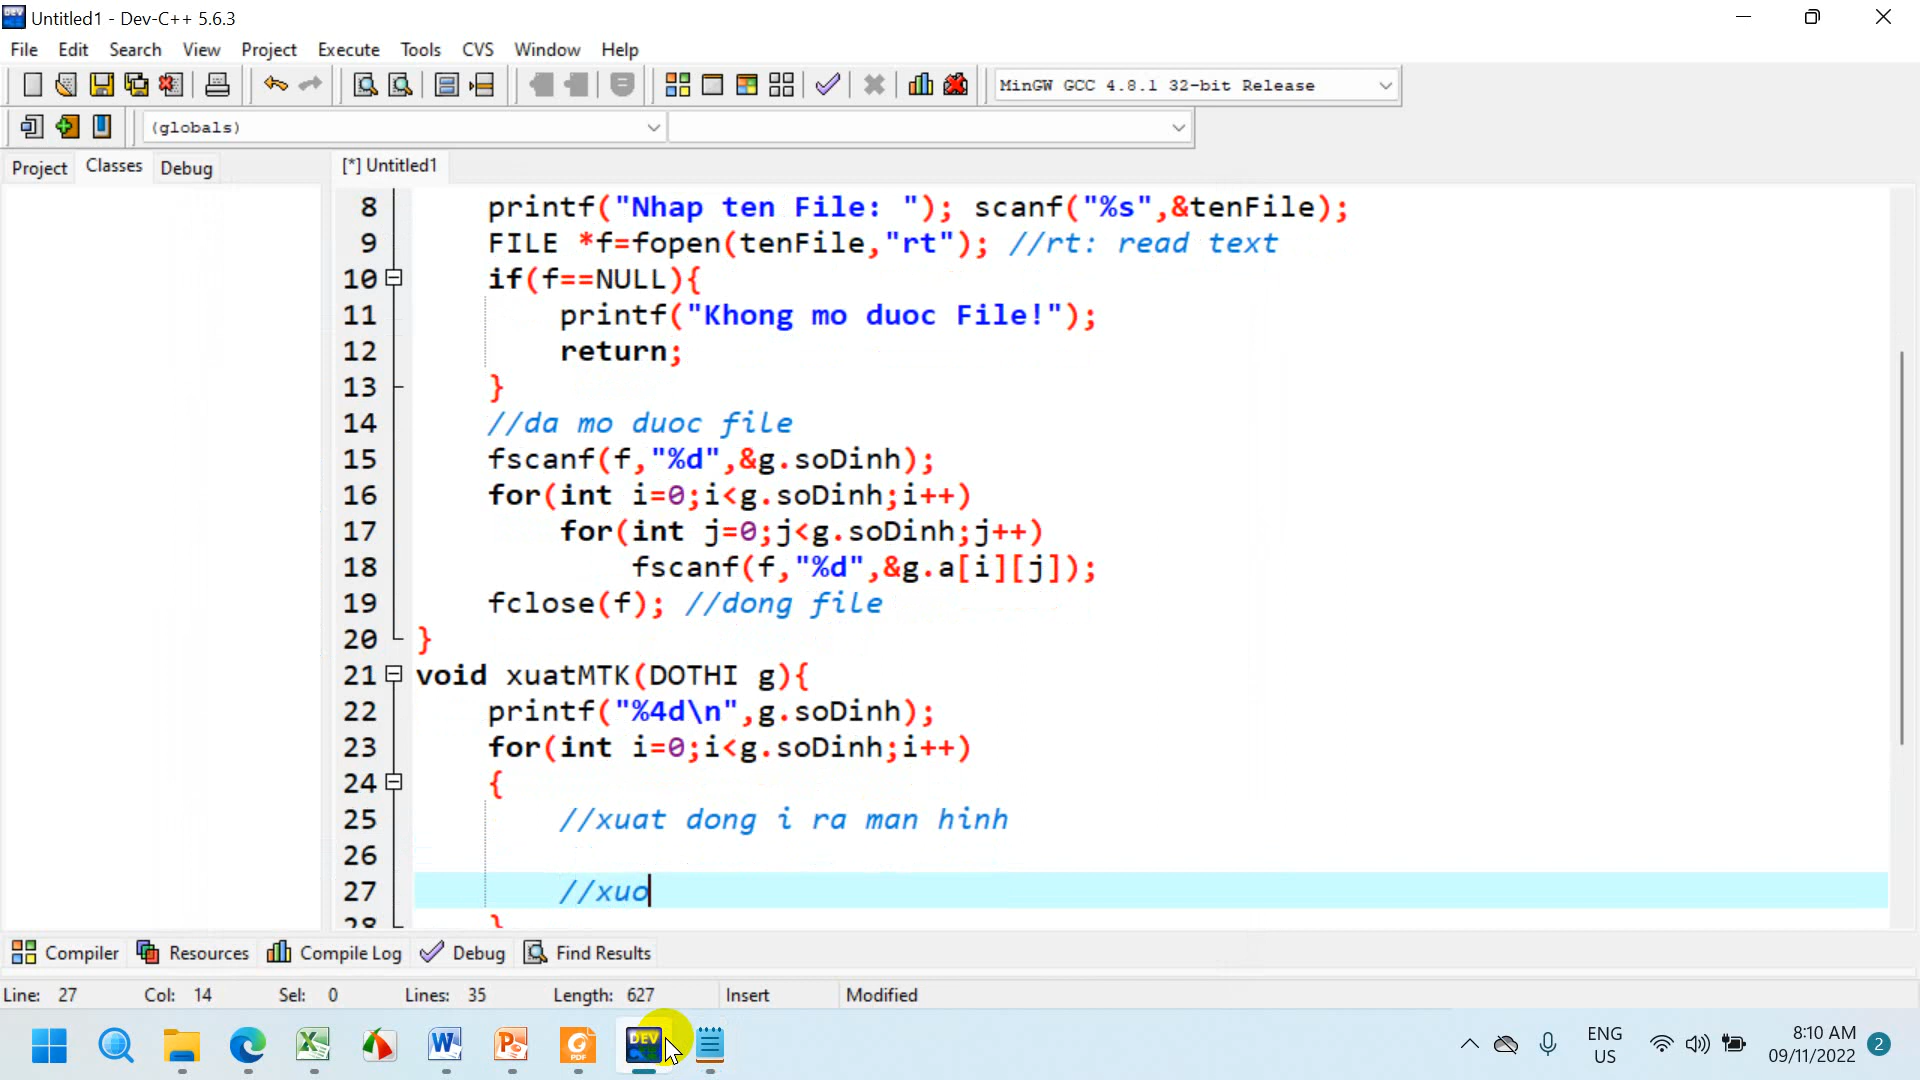 Untitled1 - Dev-C++ 5.6.3
File Edit Search View Project Execute Tools CVS Window Help
MinGW GCC 4.8.1 32-bit Release
(globals)
Project Classes Debug
[*] Untitled1
8 printf("Nhap ten File: "); scanf("%s",&tenFile);
9 FILE *f=fopen(tenFile,"rt"); //rt: read text
10 if(f==NULL){
11 printf("Khong mo duoc File!");
12 return;
13 }
14 //da mo duoc file
15 fscanf(f,"%d",&g.soDinh);
16 for(int i=0;i<g.soDinh;i++)
17 for(int j=0;j<g.soDinh;j++)
18 fscanf(f,"%d",&g.a[i][j]);
19 fclose(f); //dong file
20 }
21 void xuatMTK(DOTHI g){
22 printf("%4d\n",g.soDinh);
23 for(int i=0;i<g.soDinh;i++)
24 {
25 //xuat dong i ra man hinh
26
27 //xuo
28 }
Compiler Resources Compile Log Debug Find Results
Line: 27 Col: 14 Sel: 0 Lines: 35 Length: 627 Insert Modified
DEV
ENG
US
8:10 AM
09/11/2022
2